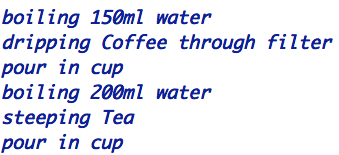 boiling 150ml water
dripping Coffee through filter
pour in cup
boiling 200ml water
steeping Tea
pour in cup